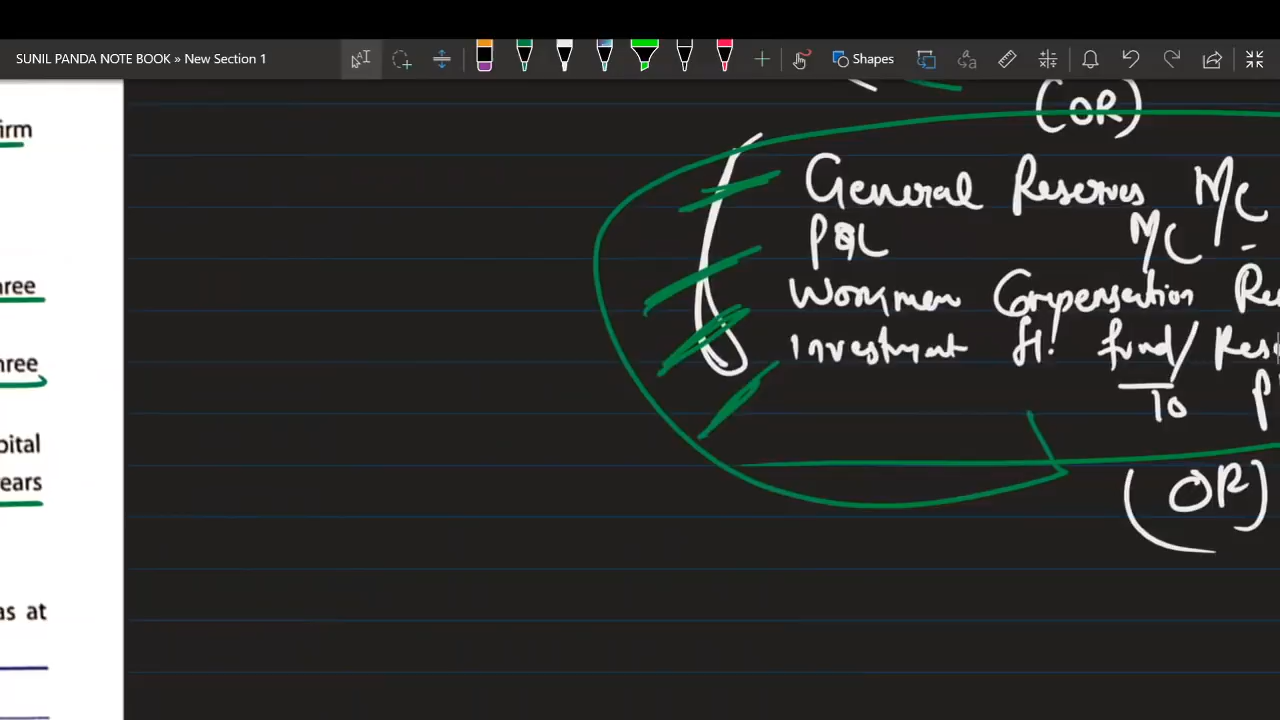 SUNIL PANDA NOTE BOOK » New Section 1
Shapes
irm
(OR)
General Reserves A/C
P&L A/C -
Workmen Compensation Re
Investment fl. fund/ Res
To P
(OR)
hree
hree
pital
ears
as at